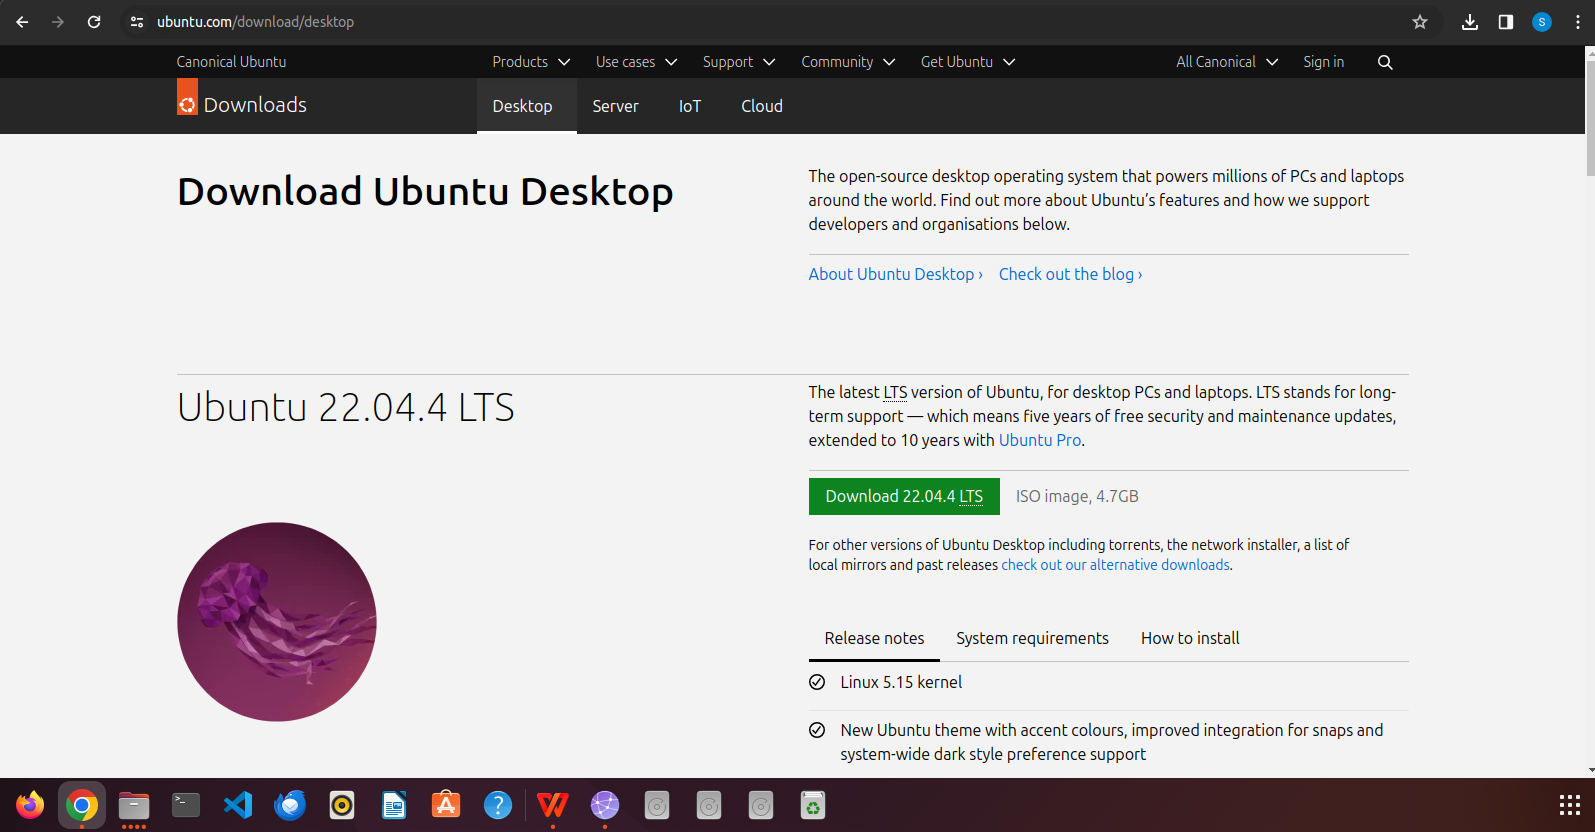 ubuntu.com/download/desktop
S
Canonical Ubuntu
Products
Use cases
Support
Community
Get Ubuntu
All Canonical
Sign in
Downloads
Desktop
Server
IoT
Cloud
Download Ubuntu Desktop
The open-source desktop operating system that powers millions of PCs and laptops
around the world. Find out more about Ubuntu’s features and how we support
developers and organisations below.
About Ubuntu Desktop ›
Check out the blog ›
Ubuntu 22.04.4 LTS
The latest LTS version of Ubuntu, for desktop PCs and laptops. LTS stands for long-
term support — which means five years of free security and maintenance updates,
extended to 10 years with Ubuntu Pro.
Download 22.04.4 LTS
ISO image, 4.7GB
For other versions of Ubuntu Desktop including torrents, the network installer, a list of
local mirrors and past releases check out our alternative downloads.
Release notes
System requirements
How to install
Linux 5.15 kernel
New Ubuntu theme with accent colours, improved integration for snaps and
system-wide dark style preference support